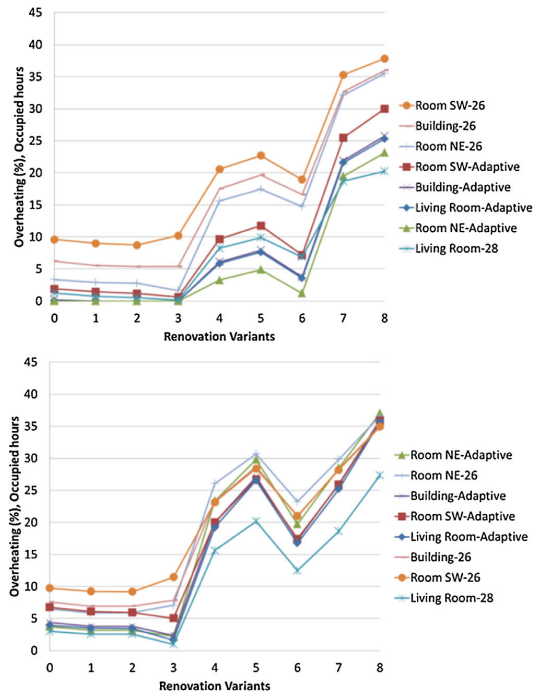 45
40
35
30
25
20
15
10
5
0
Overheating (%), Occupied hours
0 1 2 3 4 5 6 7 8
Renovation Variants
Room SW-26
Building-26
Room NE-26
Room SW-Adaptive
Building-Adaptive
Living Room-Adaptive
Room NE-Adaptive
Living Room-28
45
40
35
30
25
20
15
10
5
0
Overheating (%), Occupied hours
0 1 2 3 4 5 6 7 8
Renovation Variants
Room NE-Adaptive
Room NE-26
Building-Adaptive
Room SW-Adaptive
Living Room-Adaptive
Building-26
Room SW-26
Living Room-28